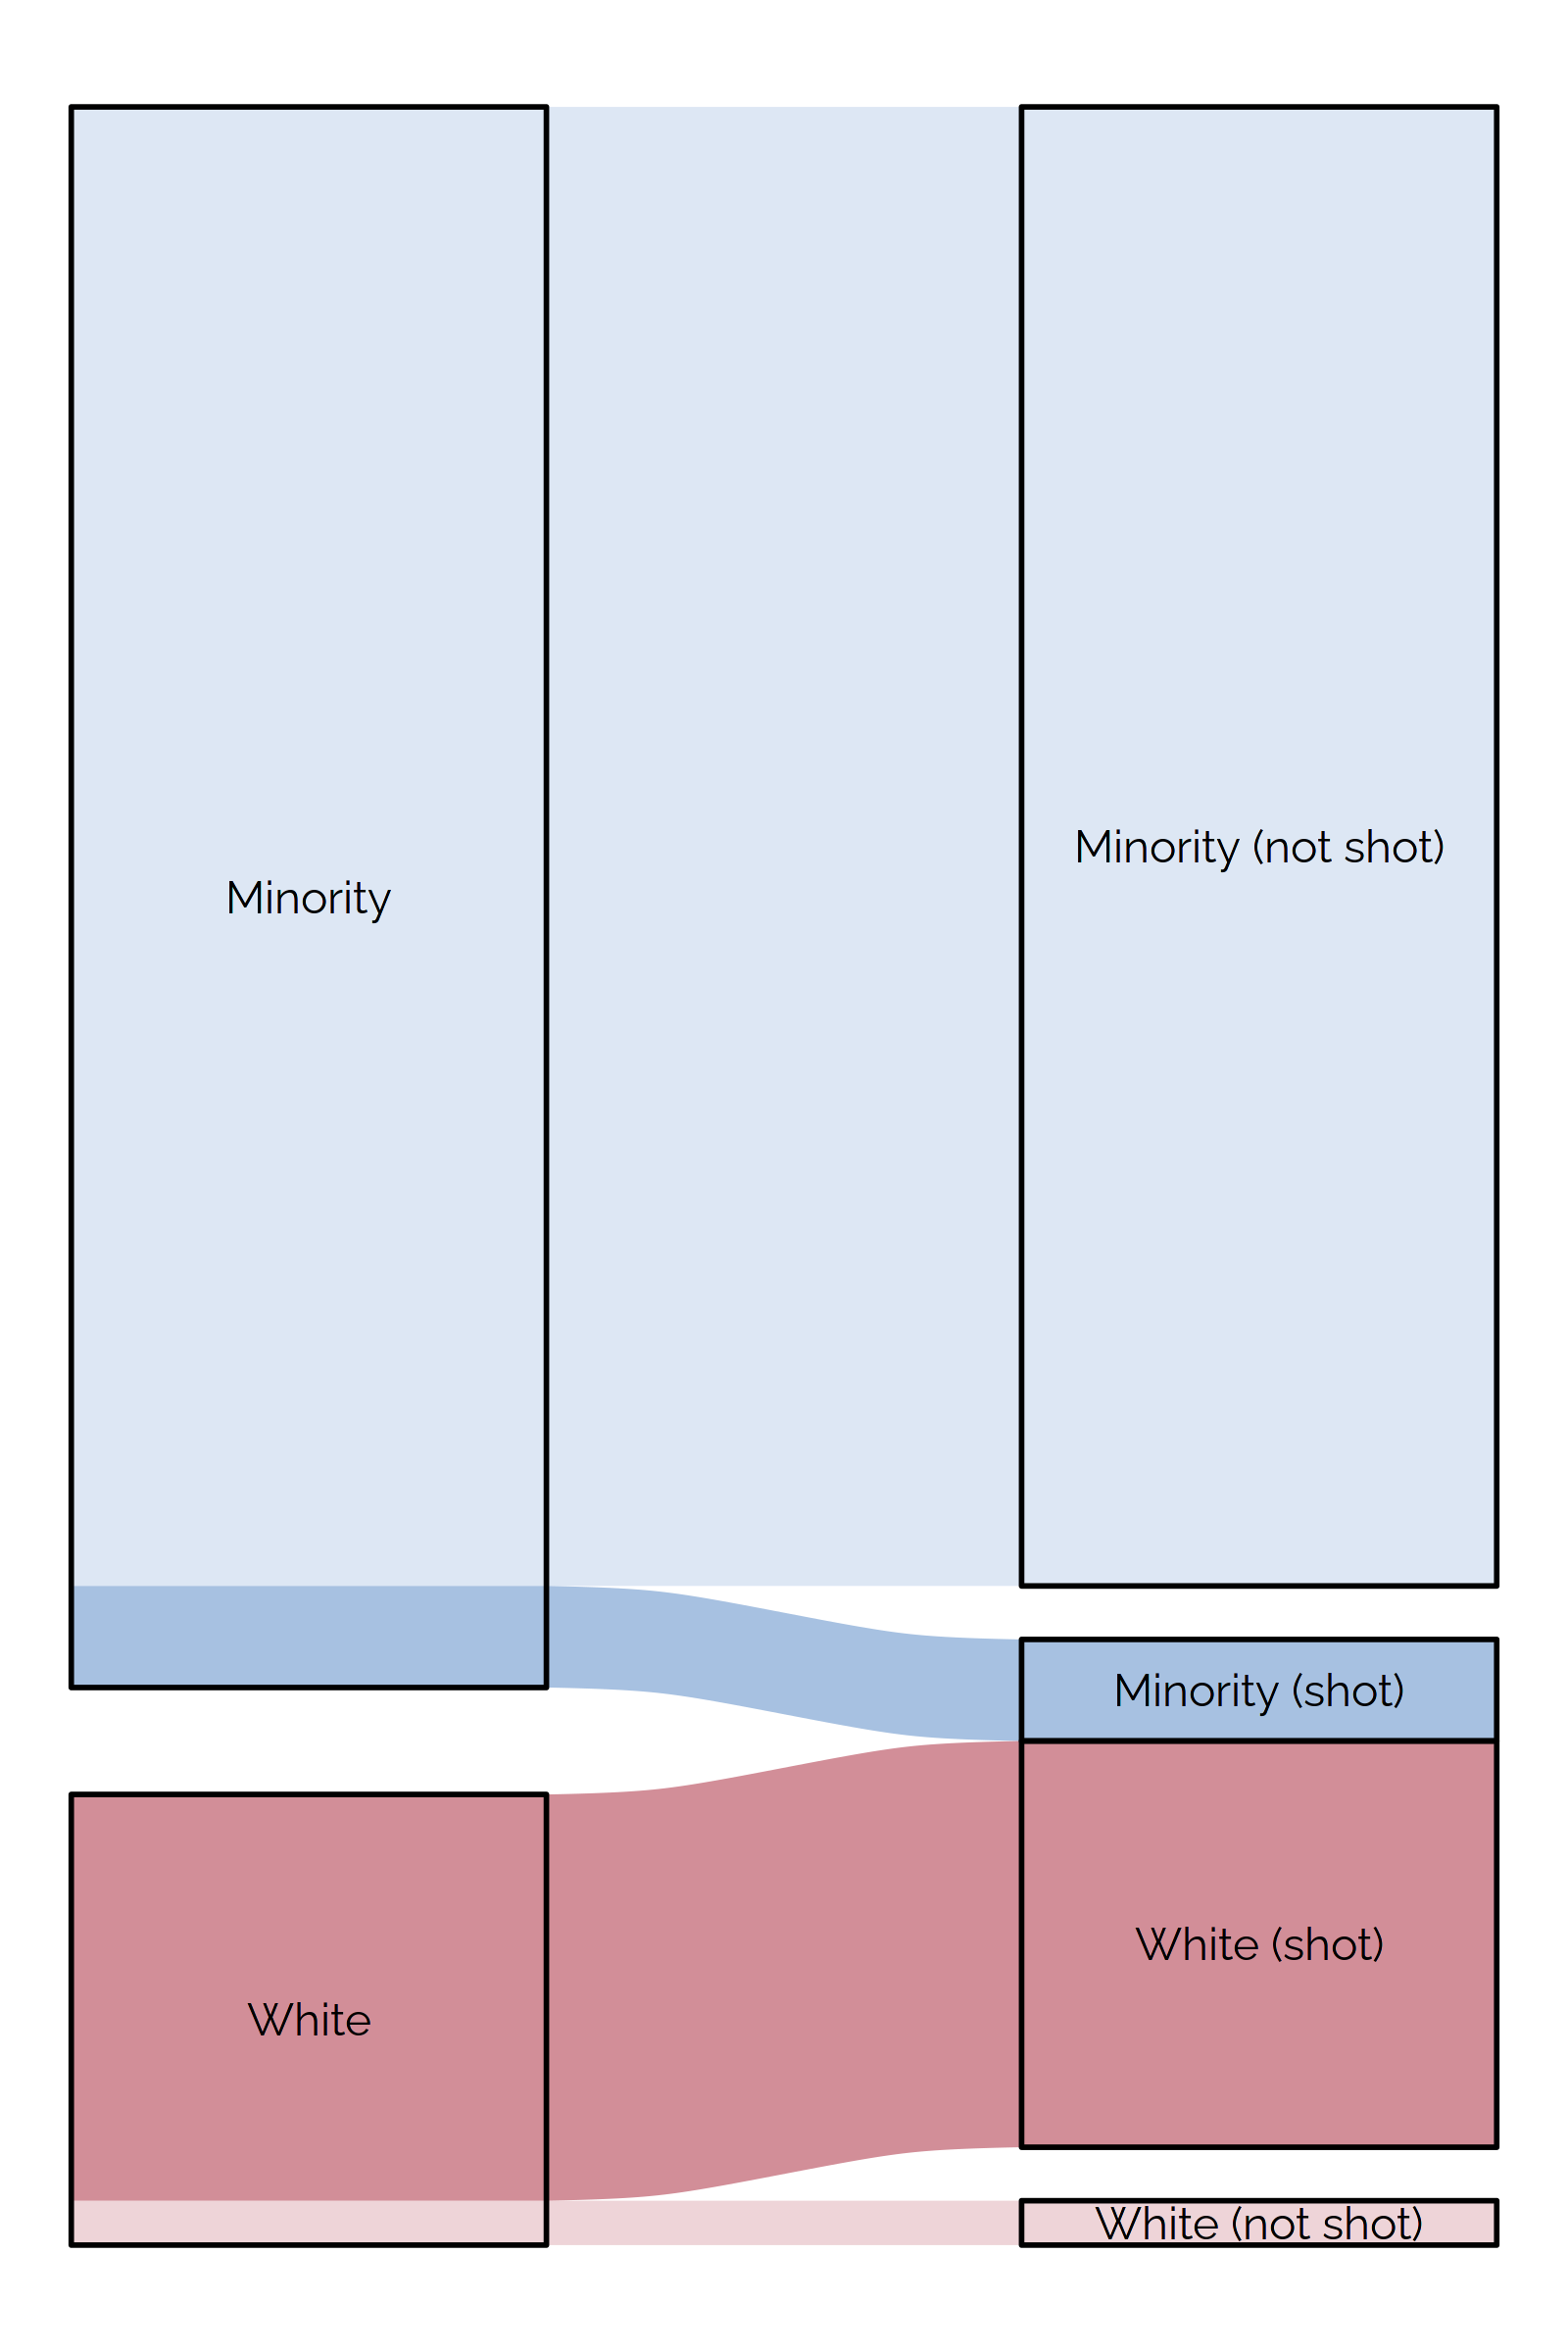 Minority (not shot)
Minority
Minority (shot)
White (shot)
White
White (not shot)